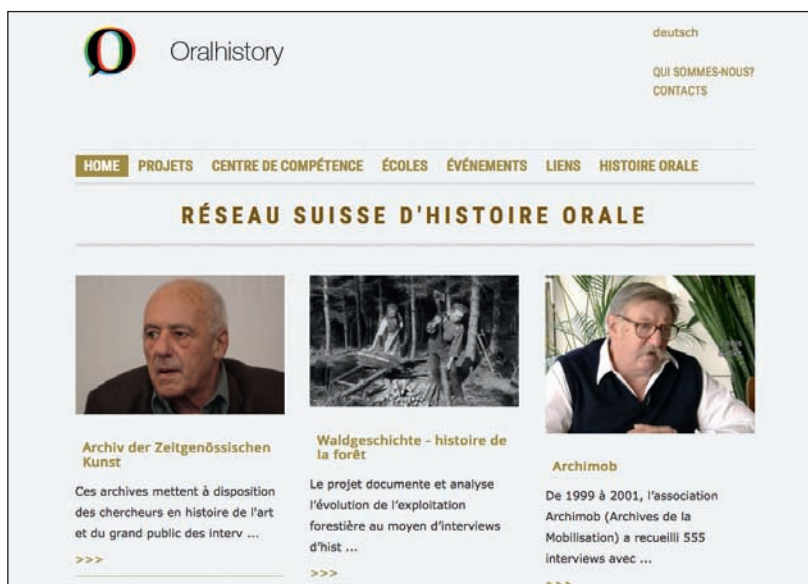 O Oralhistory
deutsch
QUI SOMMES-NOUS?
CONTACTS
HOME PROJETS CENTRE DE COMPÉTENCE ÉCOLES ÉVÉNEMENTS LIENS HISTOIRE ORALE
RÉSEAU SUISSE D'HISTOIRE ORALE
Archiv der Zeitgenössischen
Kunst
Ces archives mettent à disposition
des chercheurs en histoire de l'art
et du grand public des interv ...
>>>
Waldgeschichte - histoire de
la forêt
Le projet documente et analyse
l'évolution de l'exploitation
forestière au moyen d'interviews
d'hist ...
>>>
Archimob
De 1999 à 2001, l'association
Archimob (Archives de la
Mobilisation) a recueilli 555
interviews avec ...
>>>